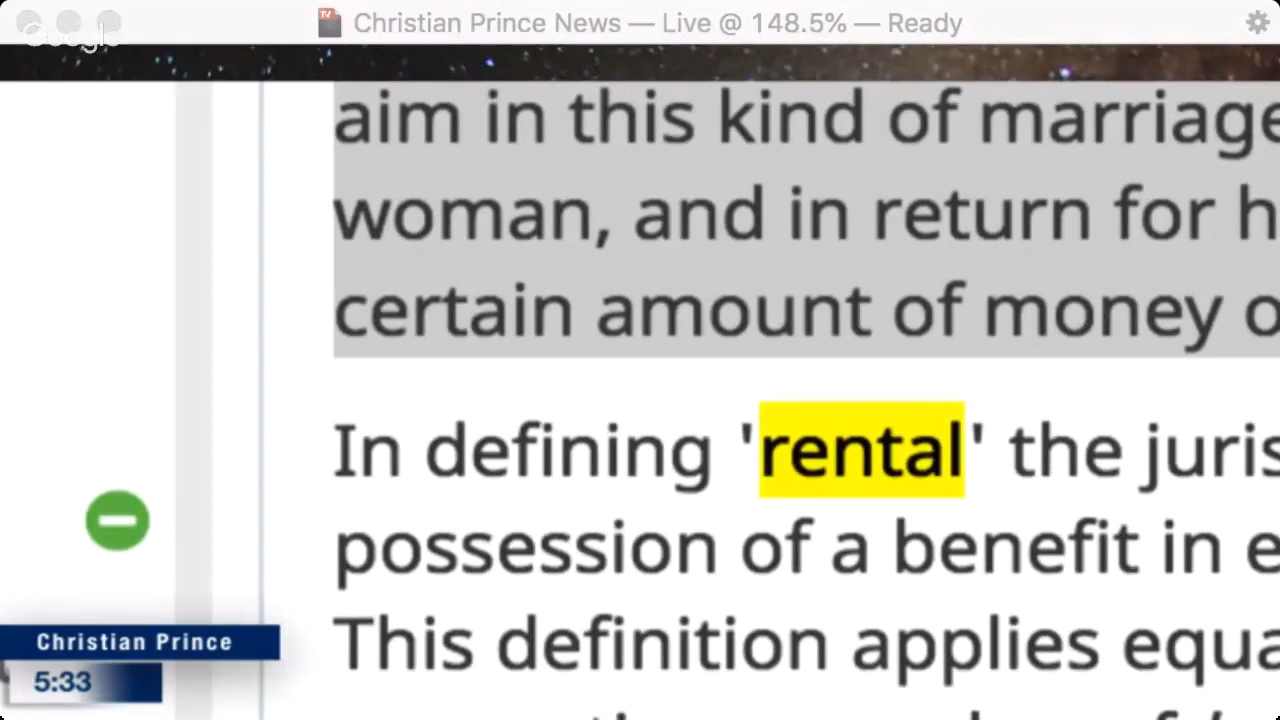 Christian Prince News — Live @ 148.5% — Ready
Google
aim in this kind of marriage
woman, and in return for h
certain amount of money o
In defining 'rental' the juris
possession of a benefit in e
This definition applies equa
Christian Prince
5:33